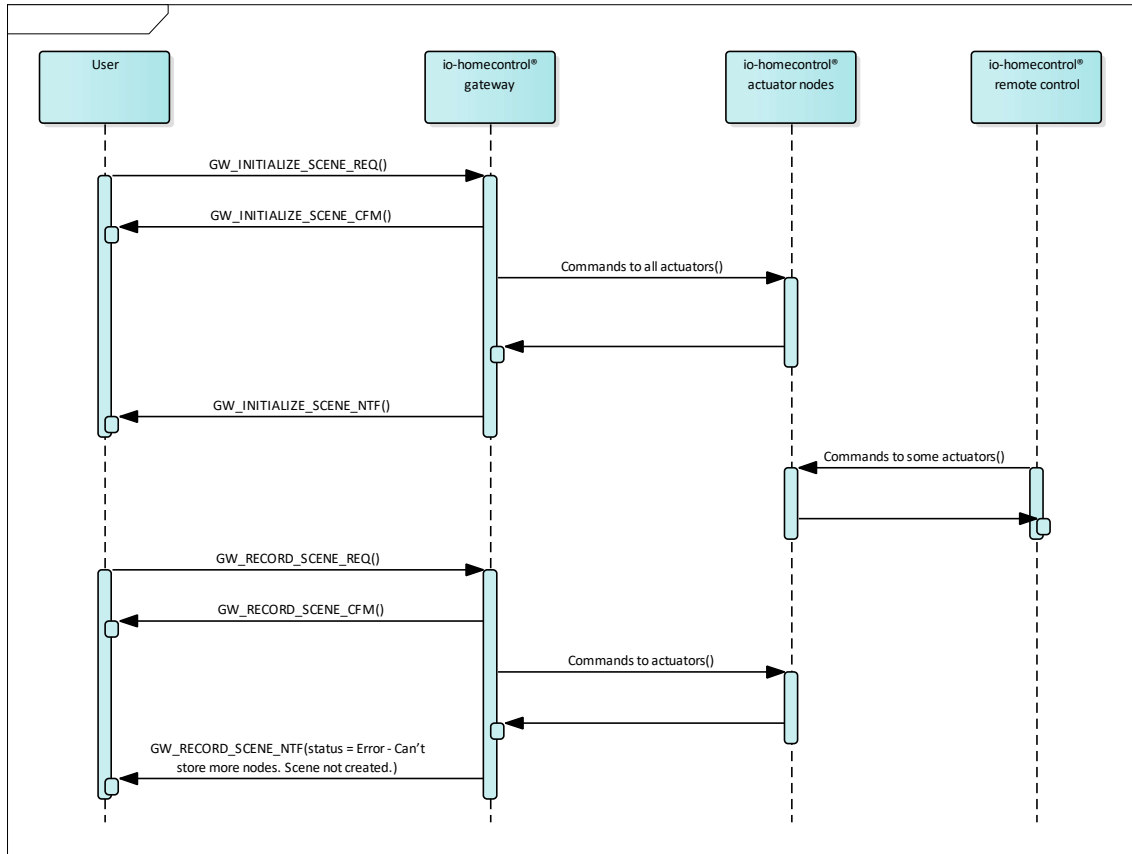 User
io-homecontrol®
gateway
io-homecontrol®
actuator nodes
io-homecontrol®
remote control
GW_INITIALIZE_SCENE_REQ()
GW_INITIALIZE_SCENE_CFM()
Commands to all actuators()
GW_INITIALIZE_SCENE_NTF()
Commands to some actuators()
GW_RECORD_SCENE_REQ()
GW_RECORD_SCENE_CFM()
Commands to actuators()
GW_RECORD_SCENE_NTF(status = Error - Can’t
store more nodes. Scene not created.)